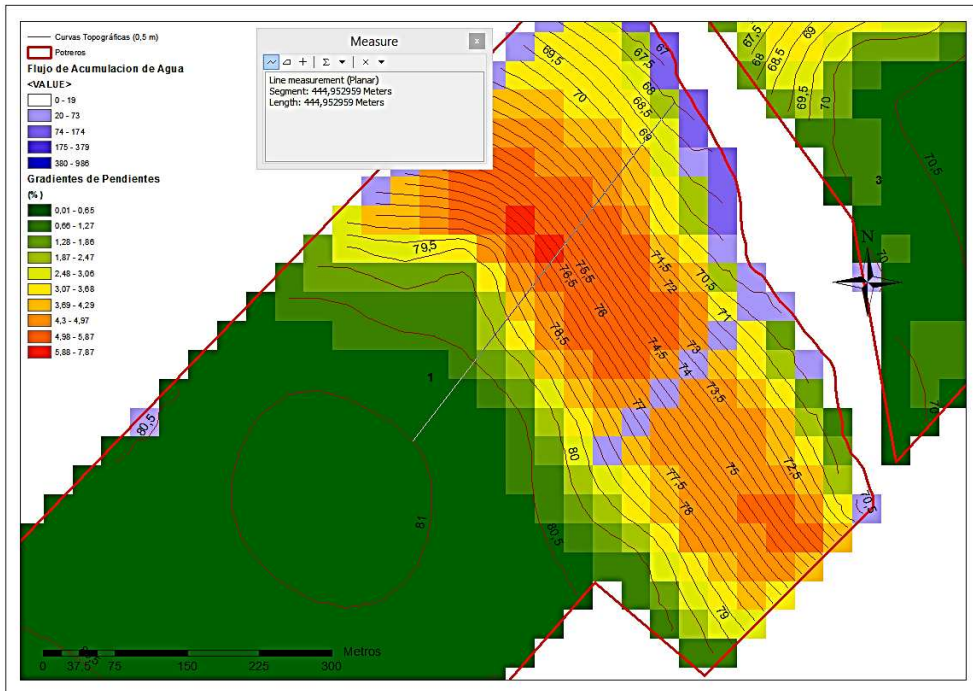 Curvas Topográficas (0,5 m)
Potreros
Flujo de Acumulacion de Agua
<VALUE>
0 - 19
20 - 73
74 - 174
175 - 379
380 - 986
Gradientes de Pendientes
(%)
0,01 - 0,65
0,66 - 1,27
1,28 - 1,86
1,87 - 2,47
2,48 - 3,06
3,07 - 3,68
3,69 - 4,29
4,3 - 4,97
4,98 - 5,87
5,88 - 7,87
Measure
Line measurement (Planar)
Segment: 444,952959 Meters
Length: 444,952959 Meters
69,5
67
67,5
68
70
68,5
69
67,5
68
68,5
69
69,5
70
70,5
3
N
70
79,5
75,5
76,5
71,5
72
70,5
71
78
78,5
73
74,5
74
73,5
1
77
70
80,5
80
77,5
75
72,5
78
70,5
81
80,5
79
0 37,5 75 150 225 300
Metros